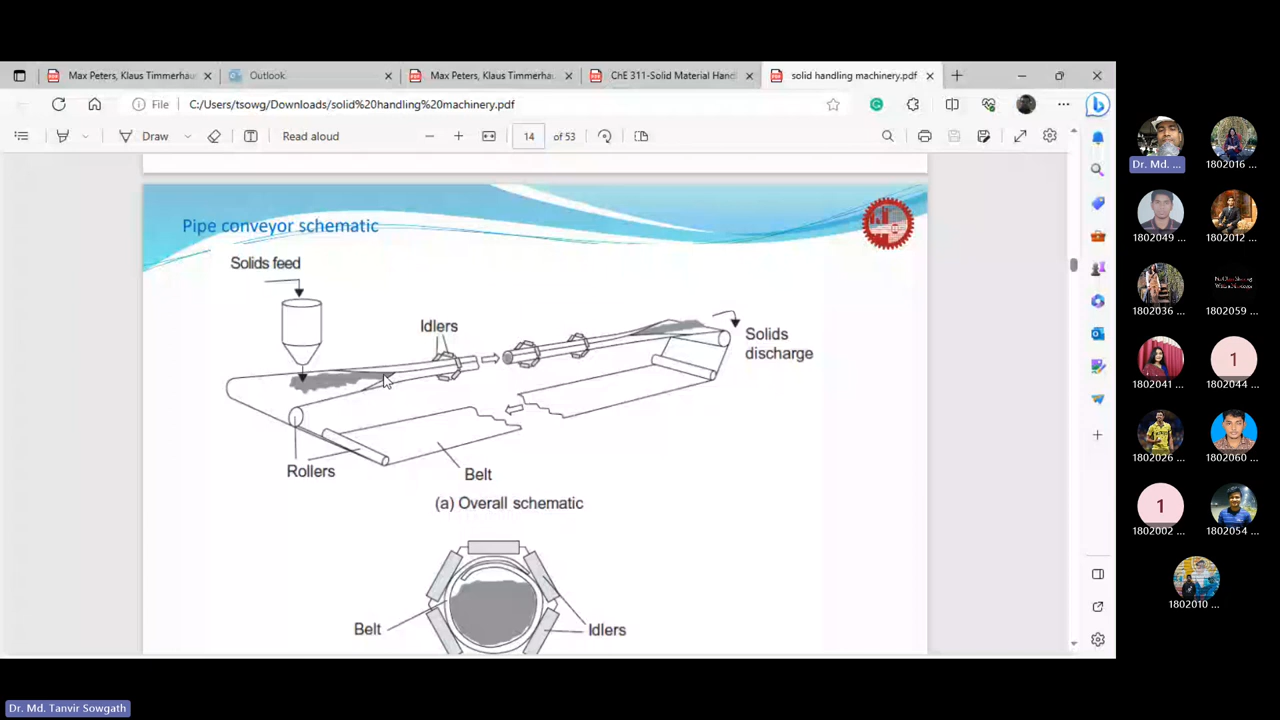 Max Peters, Klaus Timmerhau
Outlook
Max Peters, Klaus Timmerha
ChE 311-Solid Material Hand
solid handling machinery.pdf
File
C:/Users/tsowg/Downloads/solid%20handling%20machinery.pdf
Draw
Read aloud
14
of 53
Pipe conveyor schematic
Solids feed
Idlers
Solids
discharge
Rollers
Belt
(a) Overall schematic
Belt
Idlers
Dr. Md. ...
1802016 ...
1802049 ...
1802012 ...
1802036 ...
1802059 ...
1802041 ...
1
1802044 ...
1802026 ...
1802060 ...
1
1802002 ...
1802054 ...
1802010 ...
Dr. Md. Tanvir Sowgath